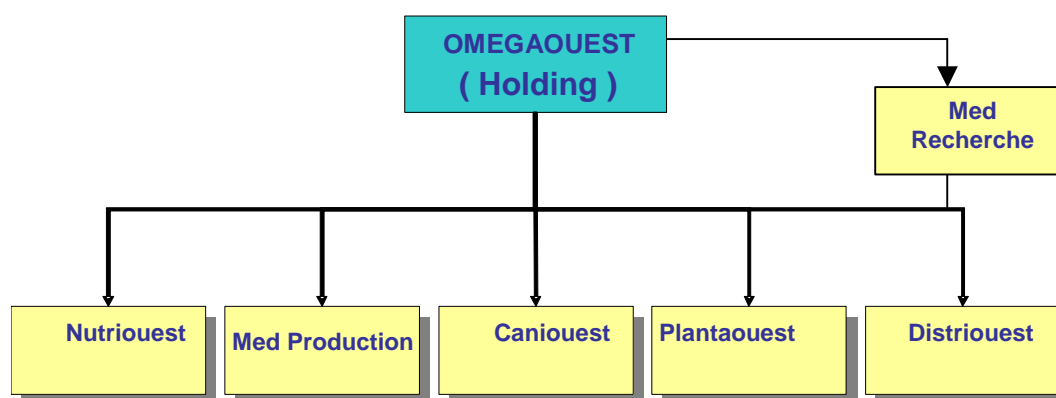 OMEGAOUEST
( Holding )
Med
Recherche
Nutriouest
Med Production
Caniouest
Plantaouest
Distriouest